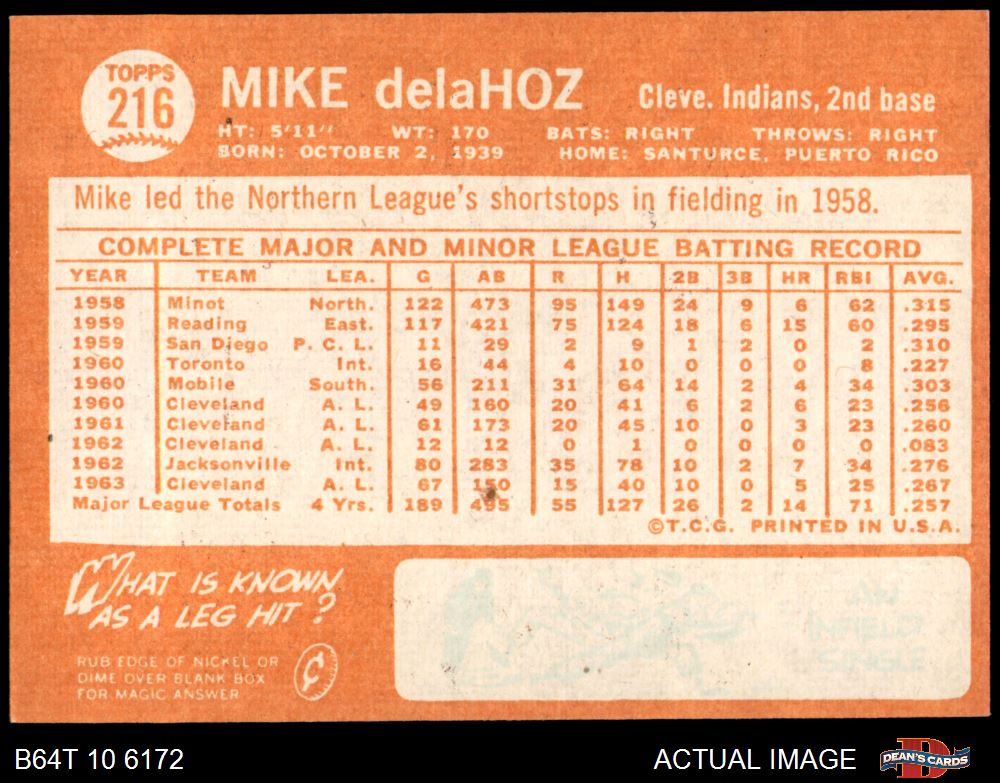 TOPPS
216
MIKE delaHOZ Cleve. Indians, 2nd base
HT: 5'11" WT: 170 BATS: RIGHT THROWS: RIGHT
BORN: OCTOBER 2, 1939 HOME: SANTURCE, PUERTO RICO
Mike led the Northern League's shortstops in fielding in 1958.
COMPLETE MAJOR AND MINOR LEAGUE BATTING RECORD
YEAR TEAM LEA. G AB R H 2B 3B HR RBI AVG.
1958 Minot North. 122 473 95 149 24 9 6 62 .315
1959 Reading East. 117 421 75 124 18 6 15 60 .295
1959 San Diego P. C. L. 11 29 2 9 1 2 0 2 .310
1960 Toronto Int. 16 44 4 10 0 0 0 8 .227
1960 Mobile South. 56 211 31 64 14 2 4 34 .303
1960 Cleveland A. L. 49 160 20 41 6 2 6 23 .256
1961 Cleveland A. L. 61 173 20 45 10 0 3 23 .260
1962 Cleveland A. L. 12 12 0 1 0 0 0 0 .083
1962 Jacksonville Int. 80 283 35 78 10 2 7 34 .276
1963 Cleveland A. L. 67 150 15 40 10 0 5 25 .267
Major League Totals 4 Yrs. 189 495 55 127 26 2 14 71 .257
©T.C.G. PRINTED IN U.S.A.
WHAT IS KNOWN
AS A LEG HIT?
RUB EDGE OF NICKEL OR
DIME OVER BLANK BOX
FOR MAGIC ANSWER
¢
AN
INFIELD
SINGLE
B64T 10 6172 ACTUAL IMAGE DEAN'S CARDS